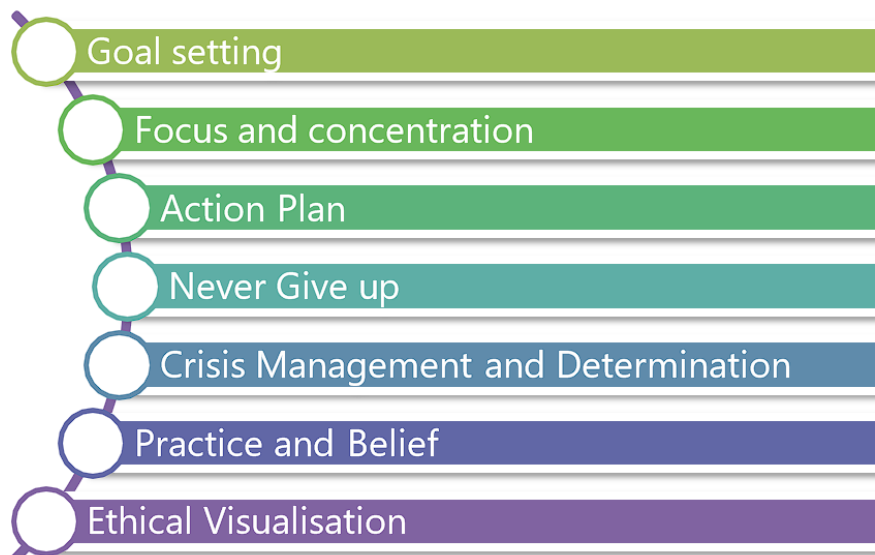 Goal setting
Focus and concentration
Action Plan
Never Give up
Crisis Management and Determination
Practice and Belief
Ethical Visualisation